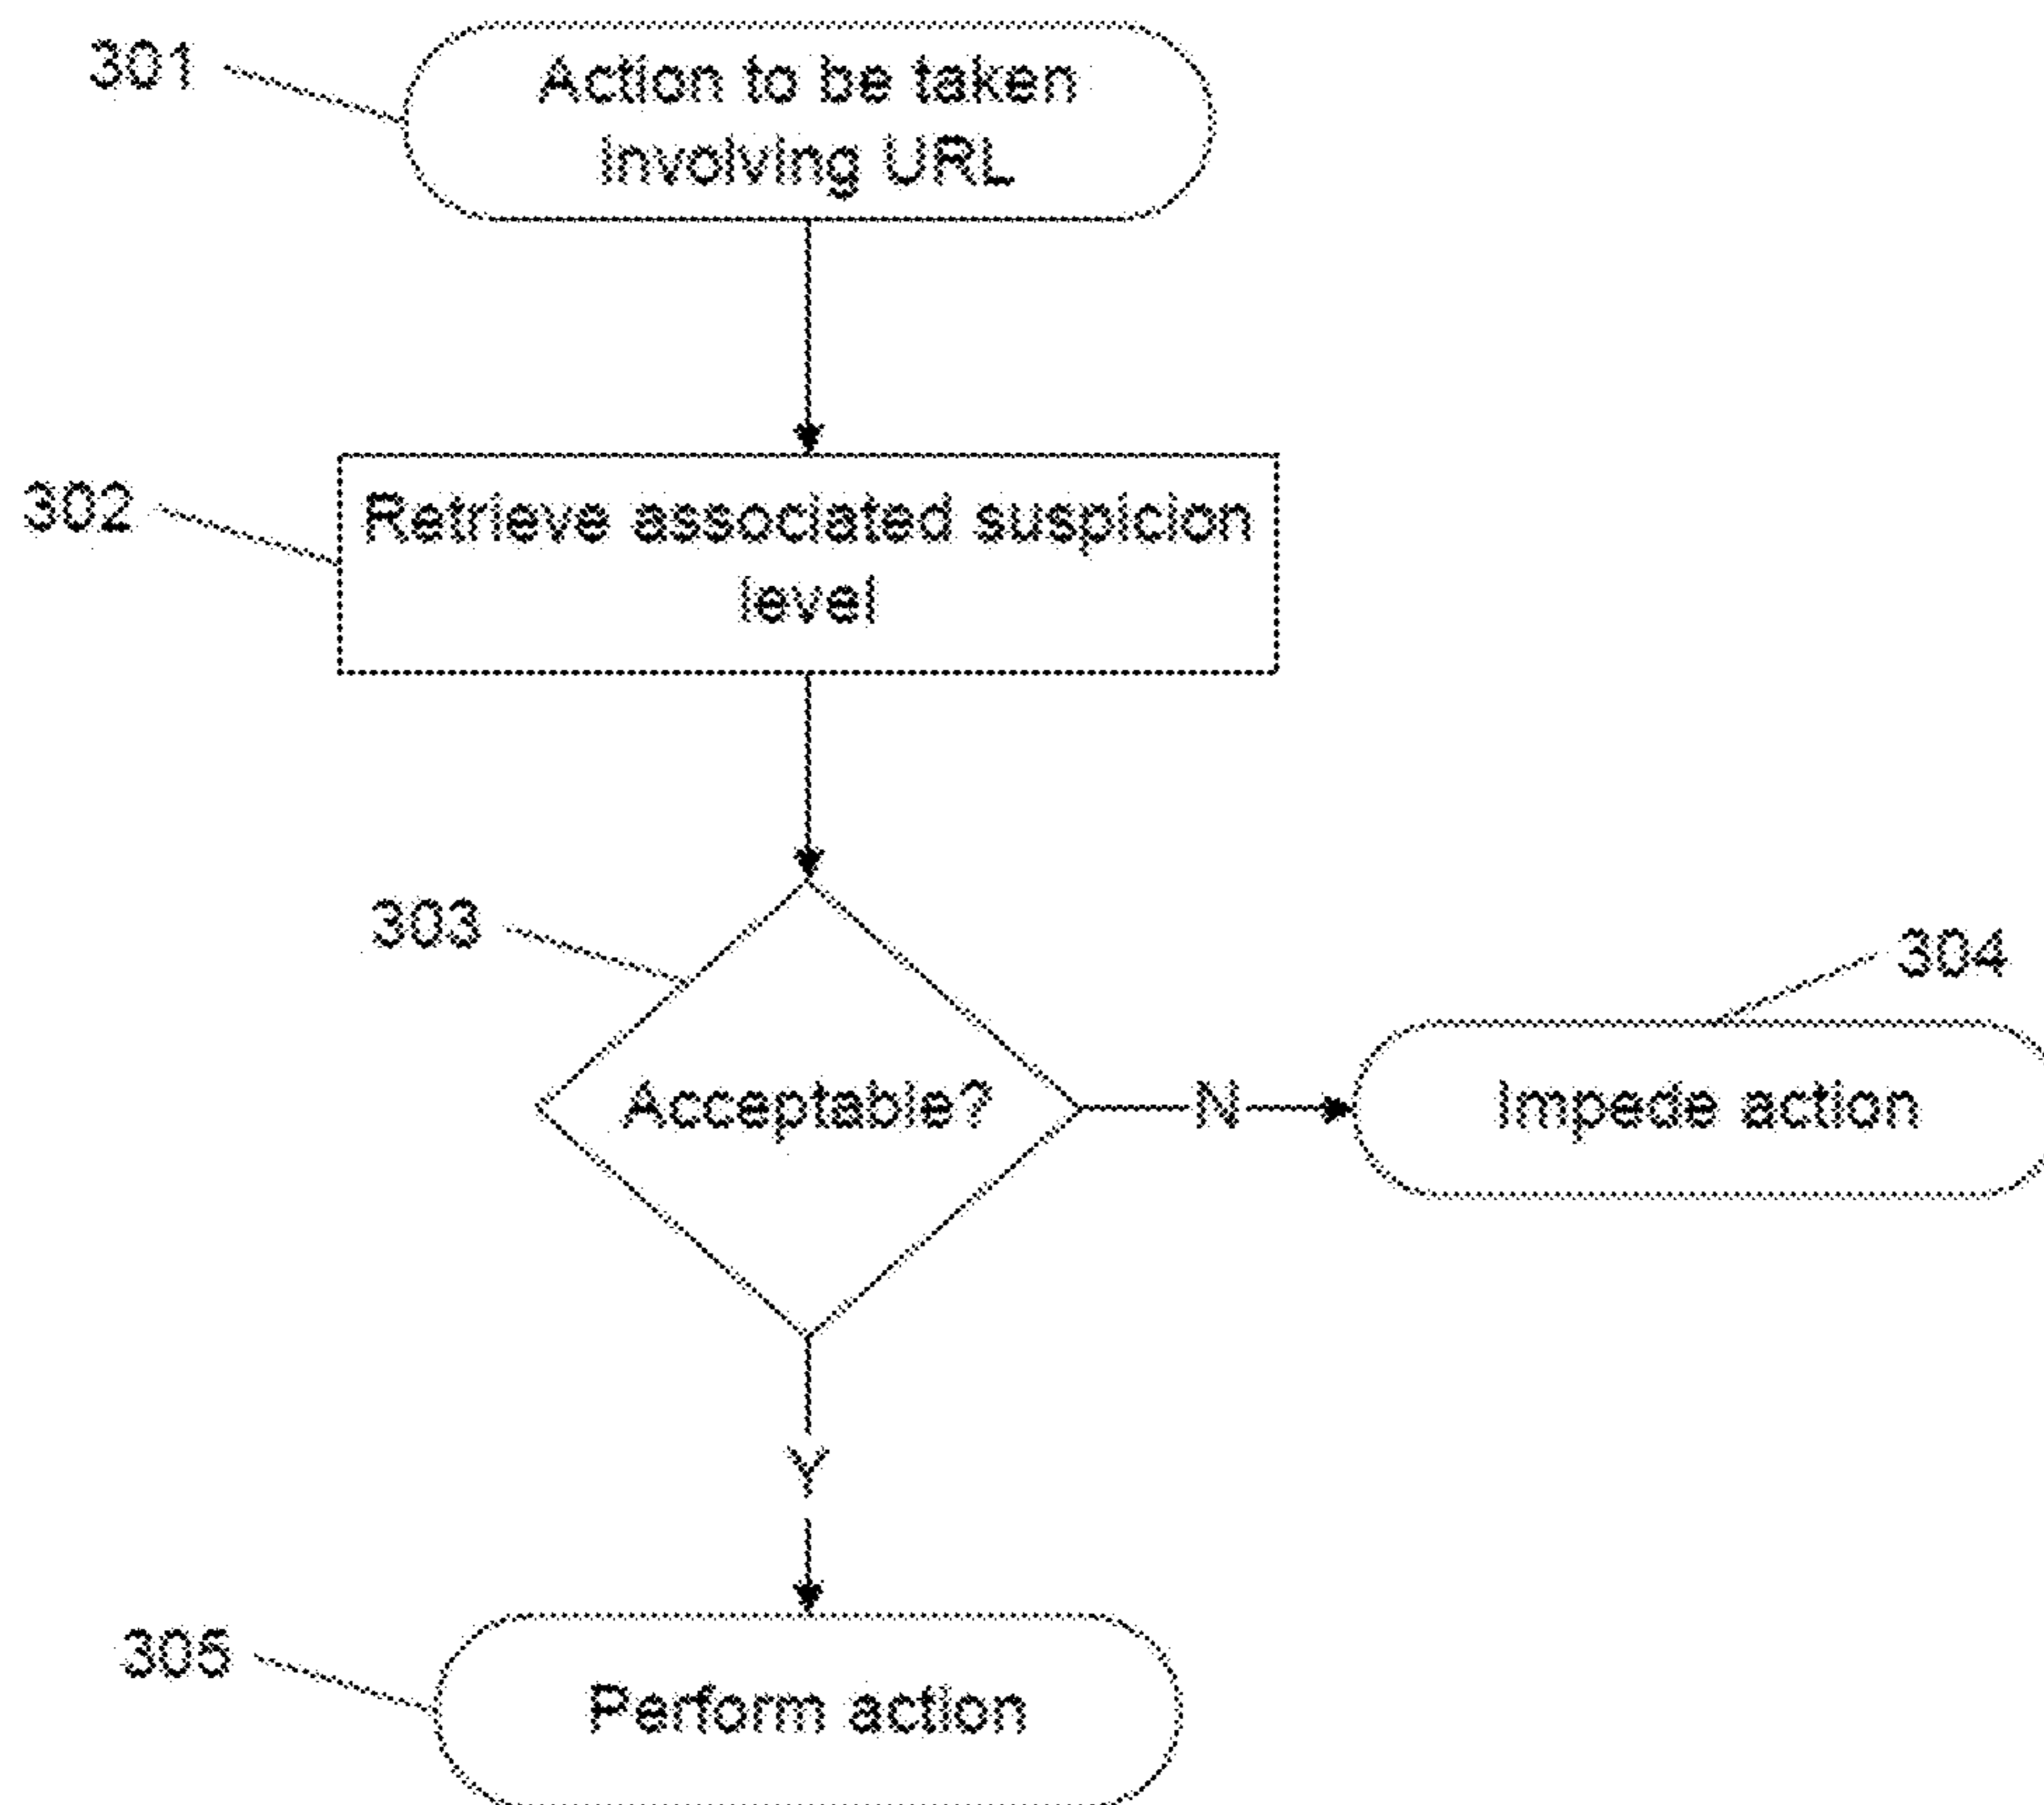 301
Action to be taken
involving URL
302
Retrieve associated suspicion
level
303
304
Acceptable?
N
Impede action
Y
305
Perform action